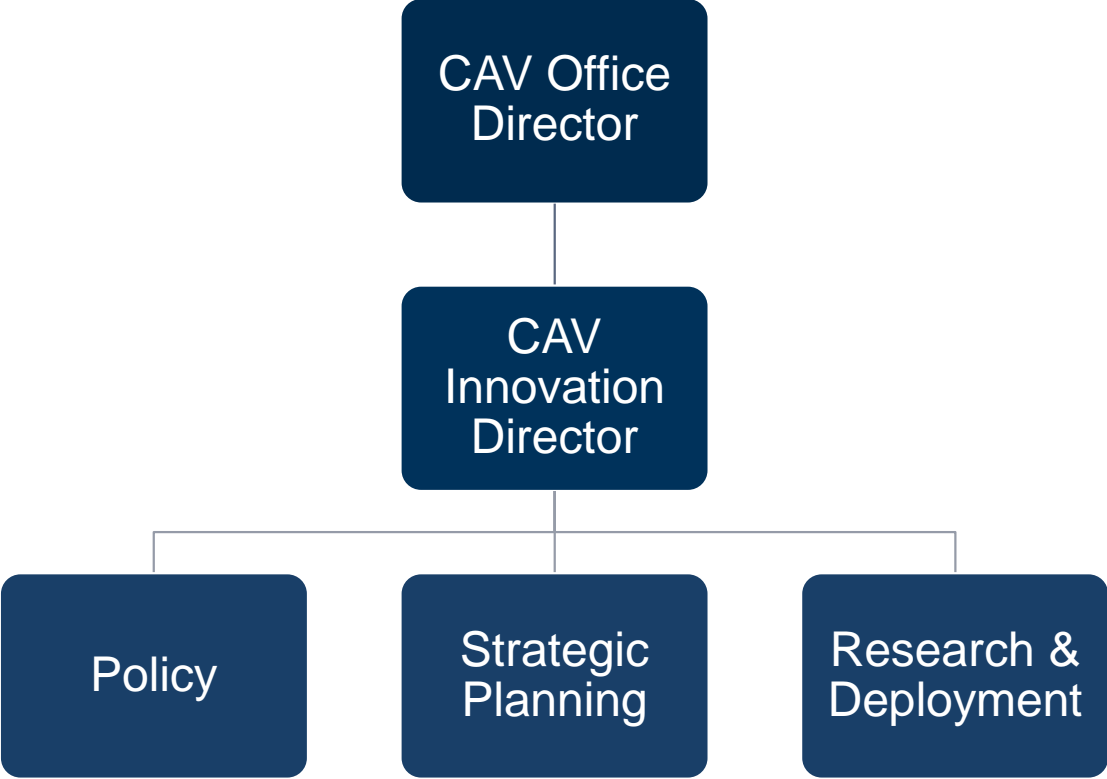 CAV Office
Director
CAV
Innovation
Director
Policy
Strategic
Planning
Research &
Deployment